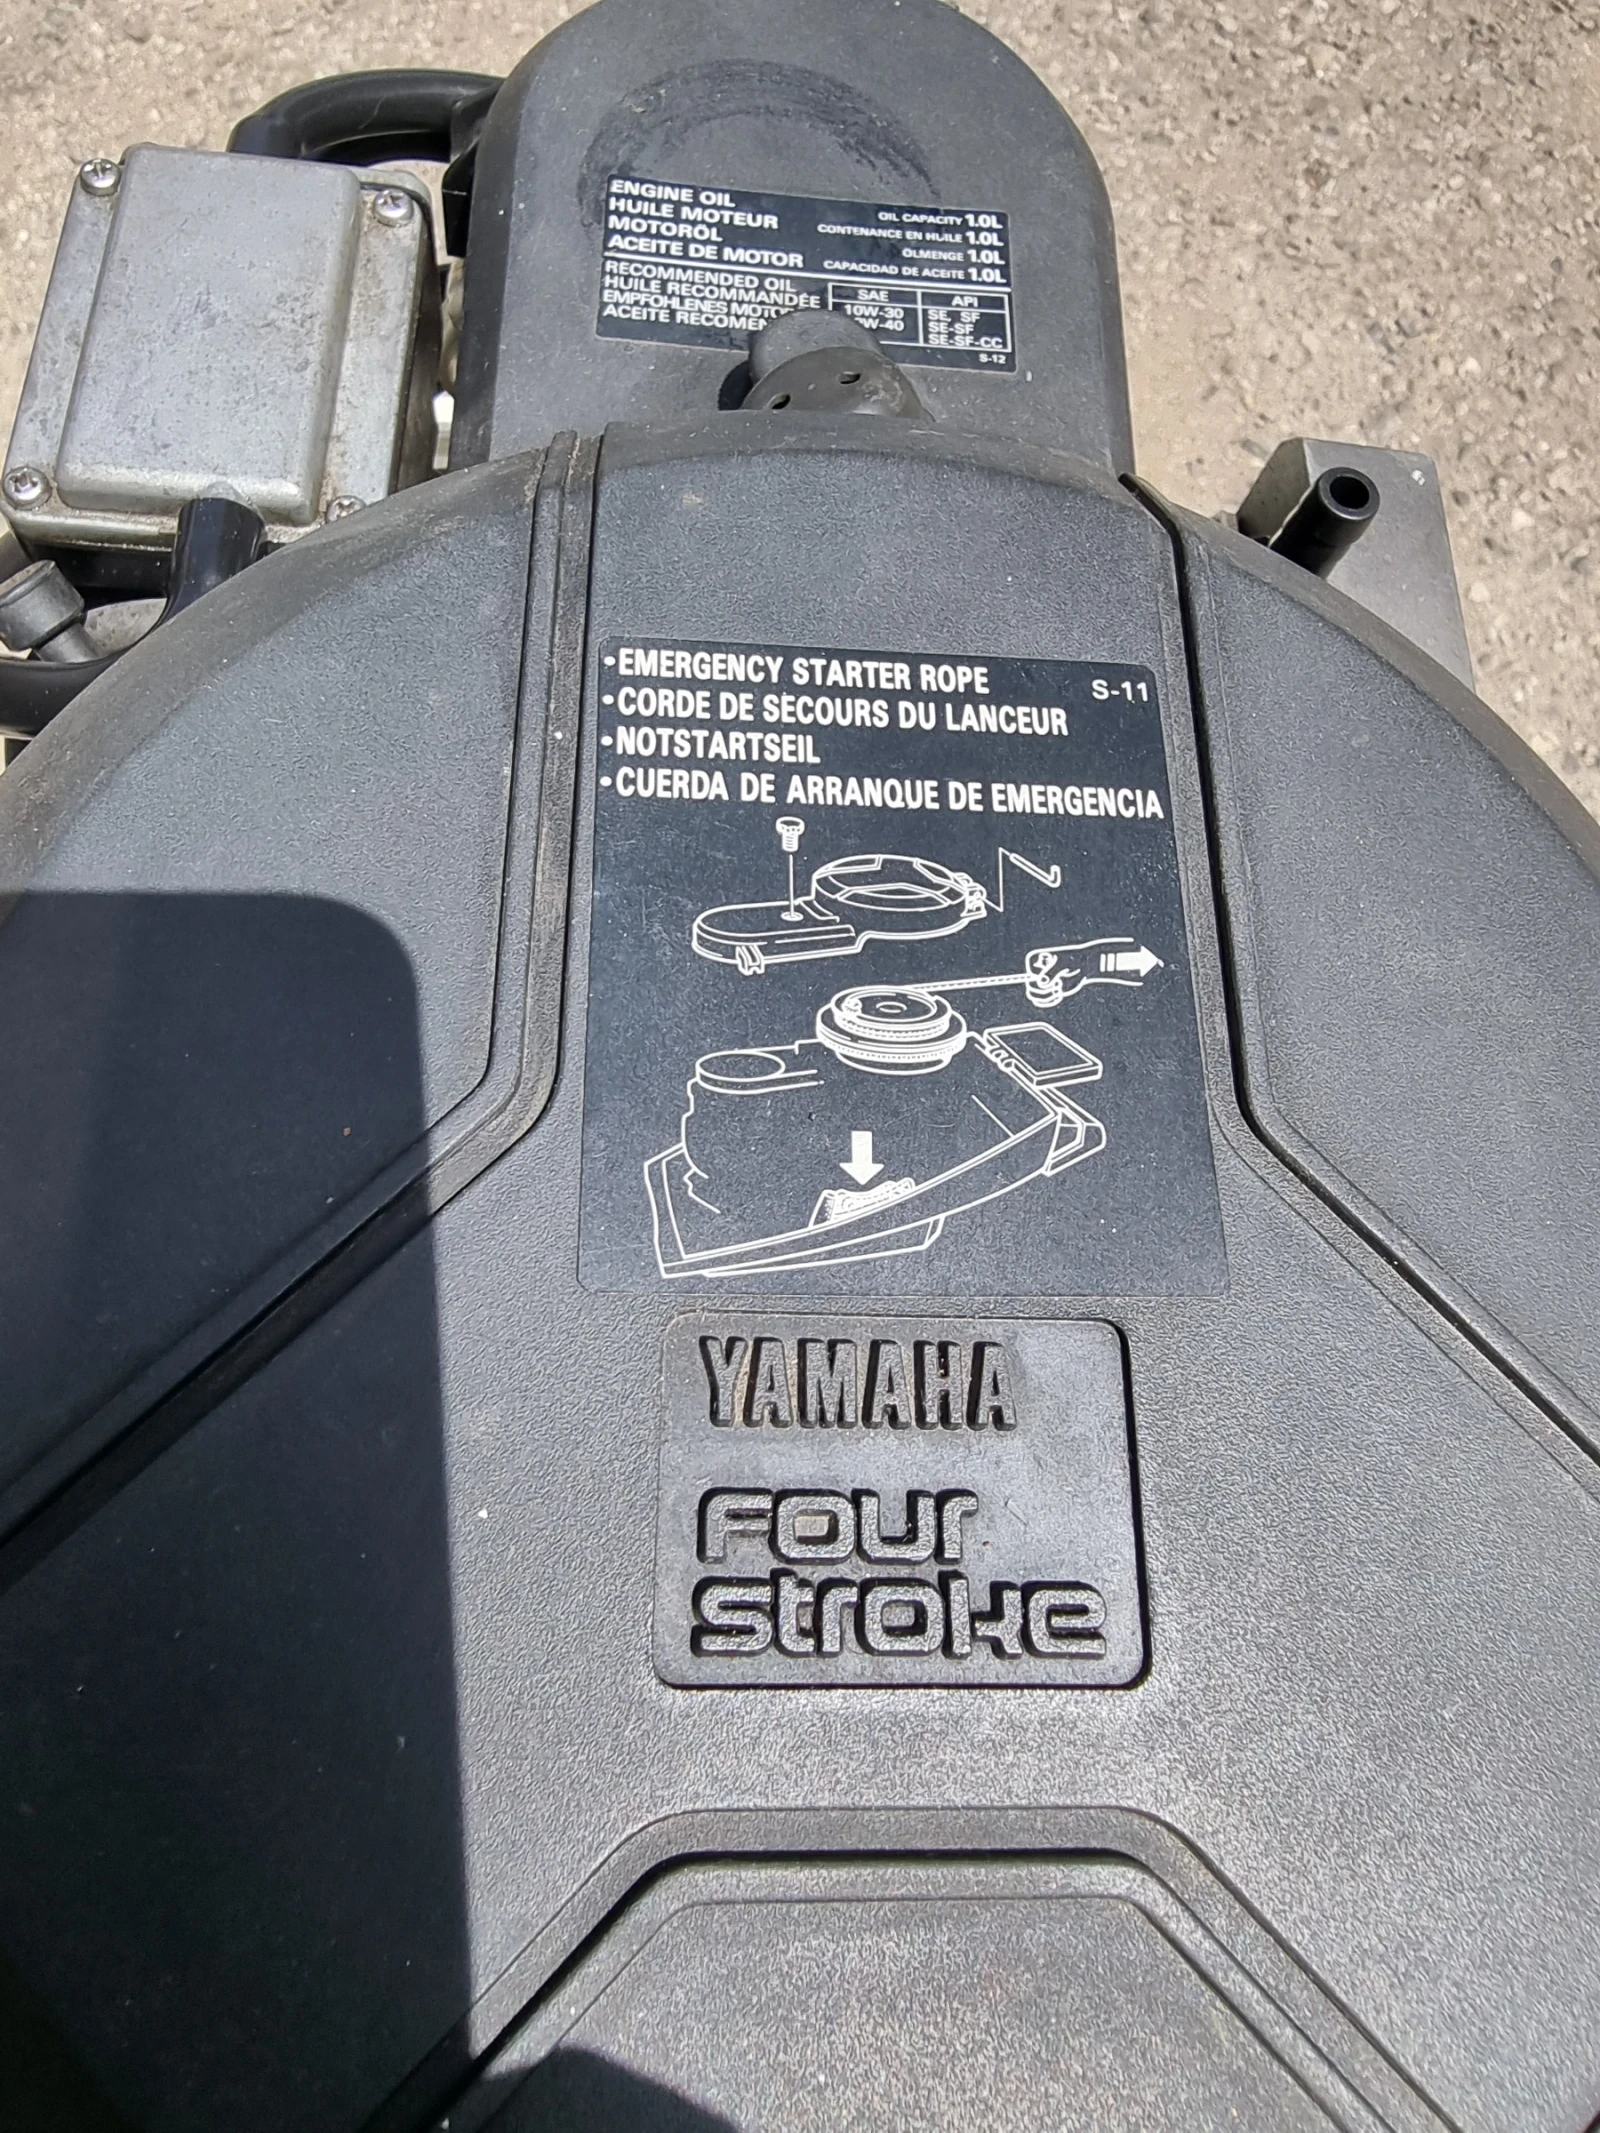 ENGINE OIL
HUILE MOTEUR
MOTORÖL
ACEITE DE MOTOR
OIL CAPACITY 1.0L
CONTENANCE EN HUILE 1.0L
ÖLMENGE 1.0L
CAPACIDAD DE ACEITE 1.0L
RECOMMENDED OIL
HUILE RECOMMANDÉE
EMPFOHLENES
ACEITE
SAE API
10W-30 SE, SF
SE-SF
SE-SF-CC
S-12
•EMERGENCY STARTER ROPE S-11
•CORDE DE SECOURS DU LANCEUR
•NOTSTARTSEIL
•CUERDA DE ARRANQUE DE EMERGENCIA
YAMAHA
FOUR
STROKE